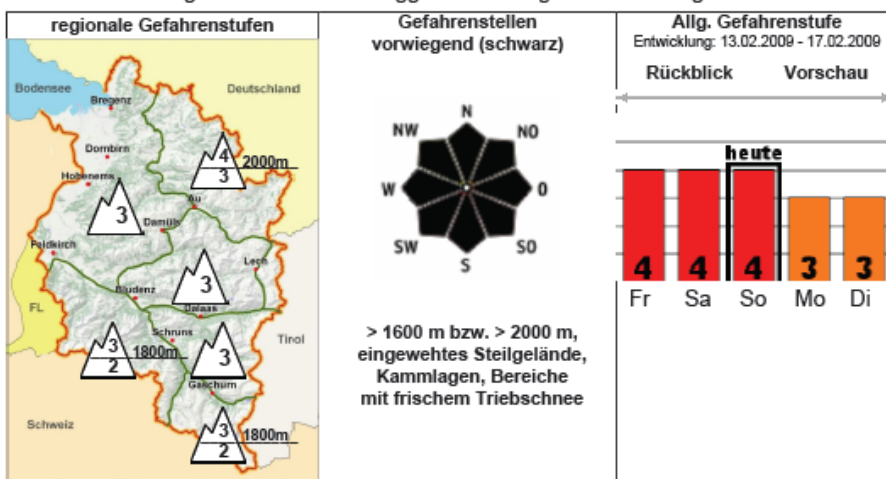 regionale Gefahrenstufen
Bodensee
Deutschland
Bregenz
Dornbirn
4
3
2000m
Hohenems
3
Au
Damüls
Feldkirch
Lech
3
Bludenz
FL
Dalaas
Schruns
Tirol
3
2
1800m
3
Gaschurn
Schweiz
3
2
1800m
Gefahrenstellen
vorwiegend (schwarz)
N
NW
NO
W
O
SW
SO
S
> 1600 m bzw. > 2000 m,
eingewehtes Steilgelände,
Kammlagen, Bereiche
mit frischem Triebschnee
Allg. Gefahrenstufe
Entwicklung: 13.02.2009 - 17.02.2009
Rückblick Vorschau
heute
4 4 4 3 3
Fr Sa So Mo Di